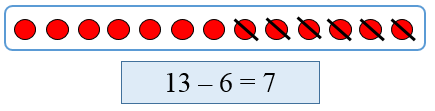 13 – 6 = 7